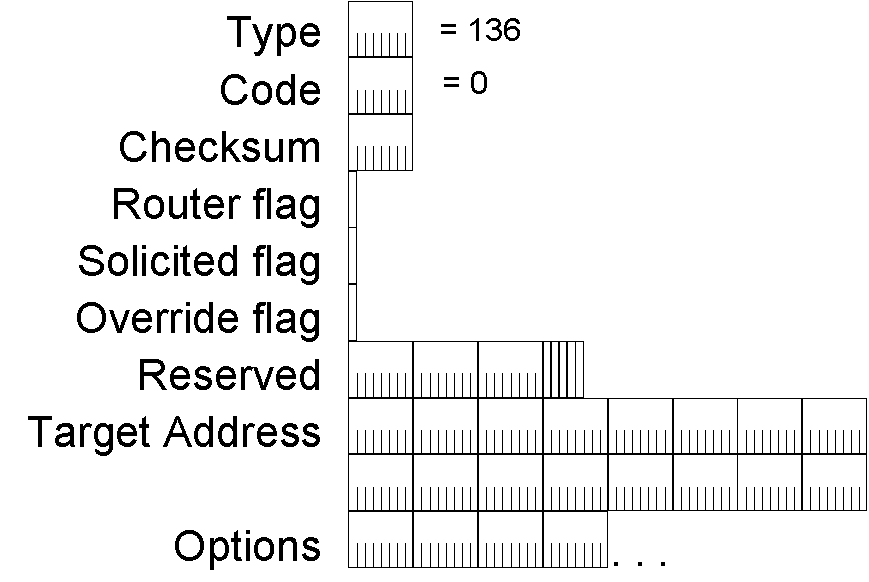 Type = 136
Code = 0
Checksum
Router flag
Solicited flag
Override flag
Reserved
Target Address
Options . . .